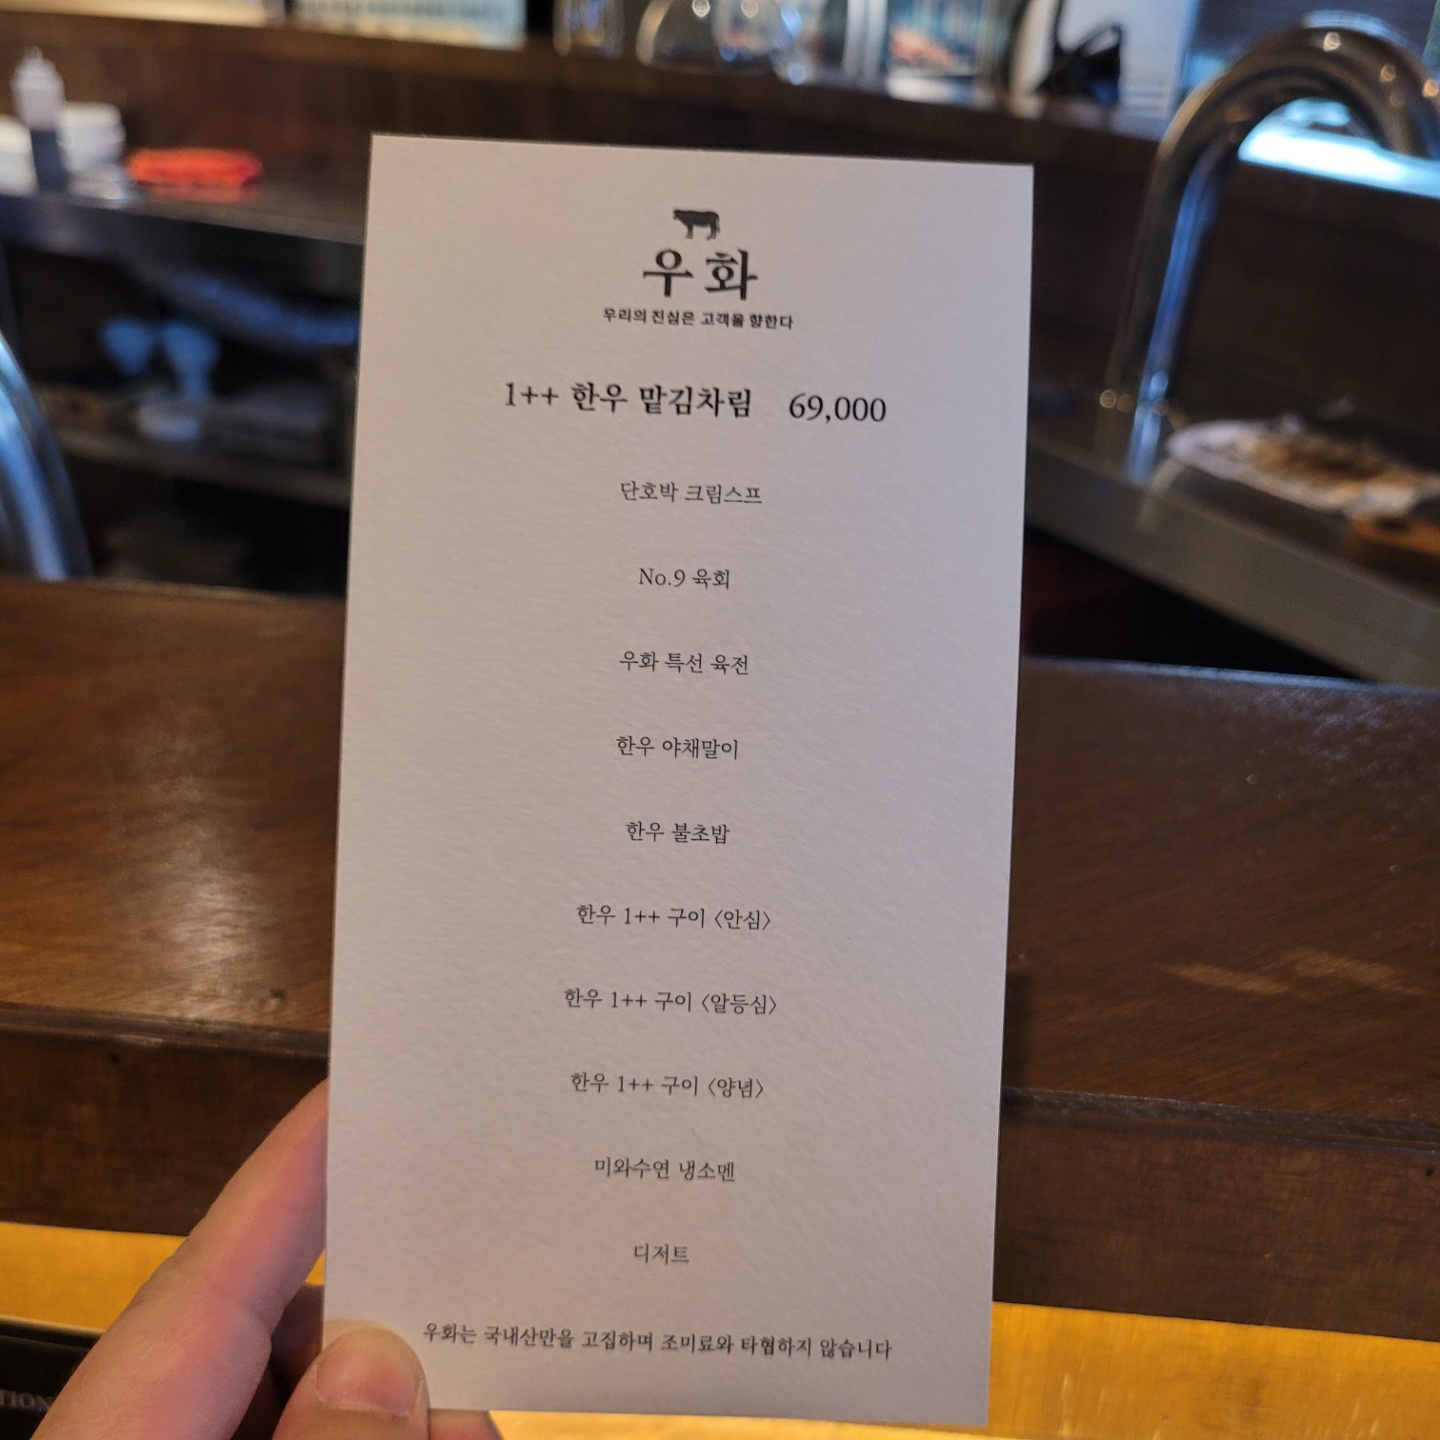 우화
우리의 진심은 고객을 향한다
1++ 한우 맡김차림 69,000
단호박 크림스프
No.9 육회
우화 특선 육전
한우 야채말이
한우 불초밥
한우 1++ 구이 〈안심〉
한우 1++ 구이 〈알등심〉
한우 1++ 구이 〈양념〉
미와수연 냉소멘
디저트
우화는 국내산만을 고집하며 조미료와 타협하지 않습니다
TION